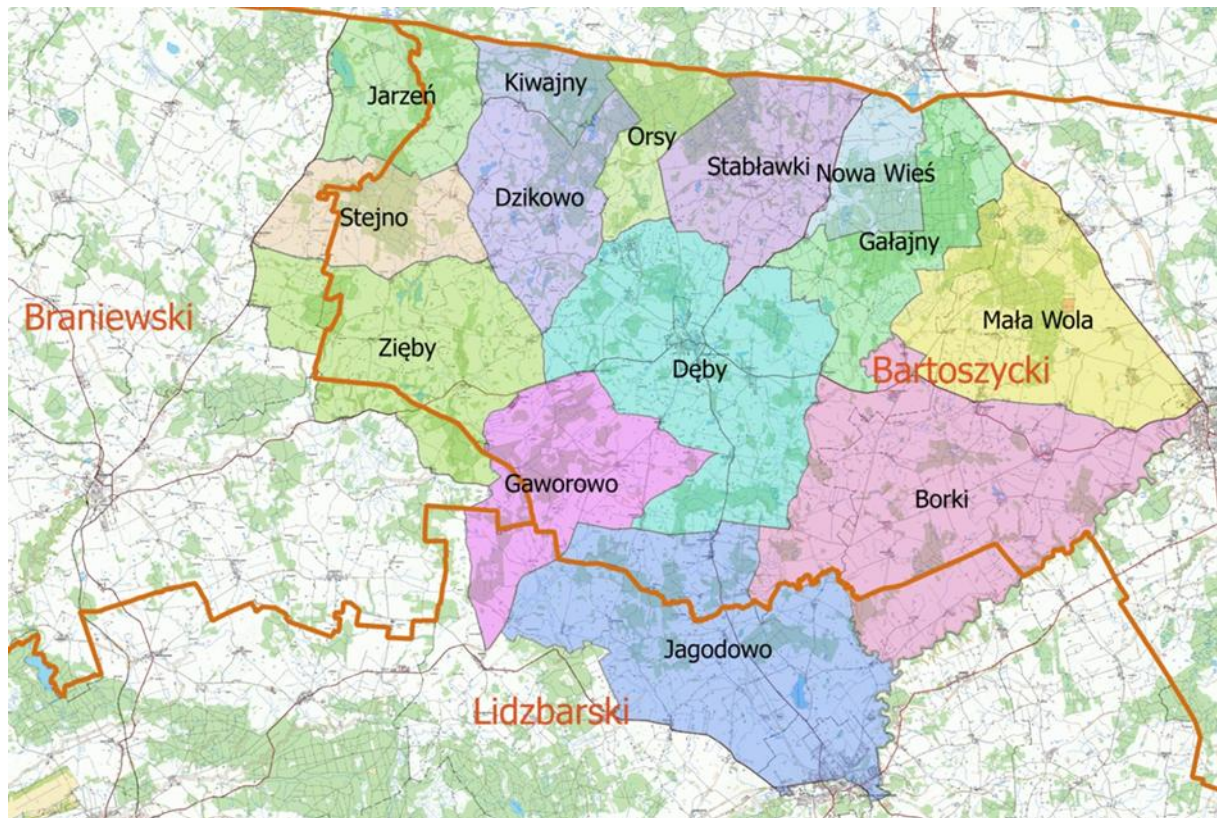 Kiwajny
Jarzeń
Orsy
Stabławki
Nowa Wieś
Dzikowo
Stejno
Gałajny
Braniewski
Mała Wola
Zięby
Dęby
Bartoszycki
Gaworowo
Borki
Jagodowo
Lidzbarski